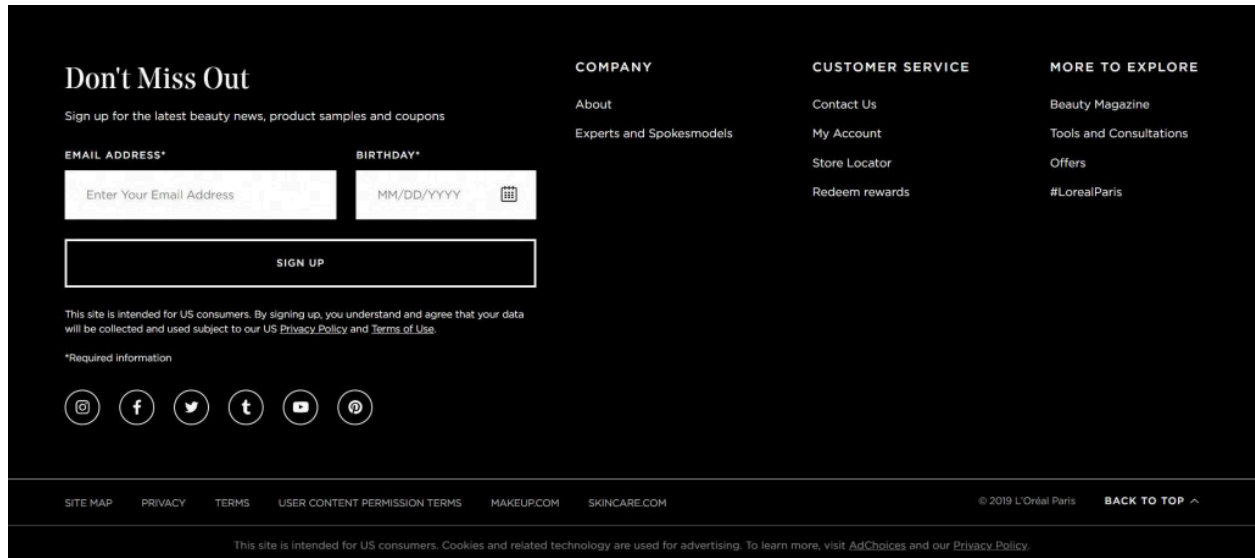 Don't Miss Out
Sign up for the latest beauty news, product samples and coupons
EMAIL ADDRESS*
BIRTHDAY*
Enter Your Email Address
MM/DD/YYYY
SIGN UP
This site is intended for US consumers. By signing up, you understand and agree that your data
will be collected and used subject to our US Privacy Policy and Terms of Use.
*Required information
COMPANY
About
Experts and Spokesmodels
CUSTOMER SERVICE
Contact Us
My Account
Store Locator
Redeem rewards
MORE TO EXPLORE
Beauty Magazine
Tools and Consultations
Offers
#LorealParis
SITE MAP PRIVACY TERMS USER CONTENT PERMISSION TERMS MAKEUP.COM SKINCARE.COM
© 2019 L'Oréal Paris BACK TO TOP
This site is intended for US consumers. Cookies and related technology are used for advertising. To learn more, visit AdChoices and our Privacy Policy.